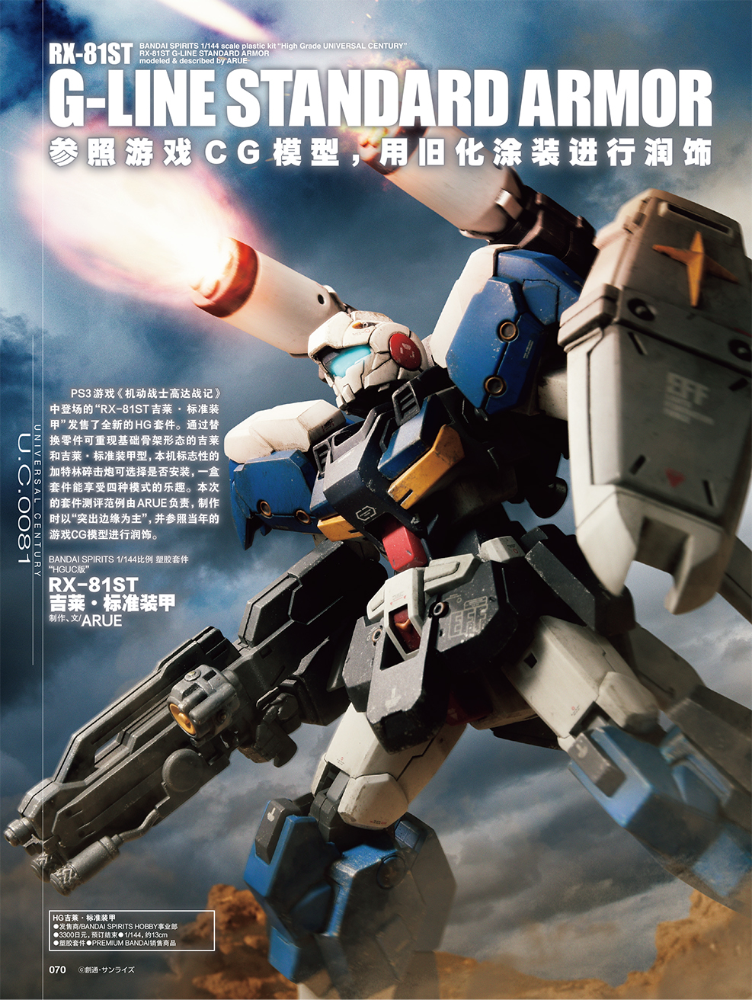 RX-81ST
BANDAI SPIRITS 1/144 scale plastic kit "High Grade UNIVERSAL CENTURY"
RX-81ST G-LINE STANDARD ARMOR
modeled & described by ARUE
G-LINE STANDARD ARMOR
参照游戏CG模型，用旧化涂装进行润饰
PS3游戏《机动战士高达战记》
中登场的“RX-81ST吉莱·标准装
甲”发售了全新的HG套件。通过替
换零件可重现基础骨架形态的吉莱
和吉莱·标准装甲型，本机标志性的
加特林碎击炮可选择是否安装，一盒
套件能享受四种模式的乐趣。本次
的套件测评范例由ARUE负责，制作
时以“突出边缘为主”，并参照当年的
游戏CG模型进行润饰。
UNIVERSAL CENTURY
U.C.0081
BANDAI SPIRITS 1/144比例 塑胶套件
“HGUC版”
RX-81ST
吉莱·标准装甲
制作、文/ARUE
EFF
EFF
HG吉莱·标准装甲
●发售商/BANDAI SPIRITS HOBBY事业部
●3300日元，预订结束●1/144，约13cm
●塑胶套件●PREMIUM BANDAI销售商品
070 ©創通·サンライズ